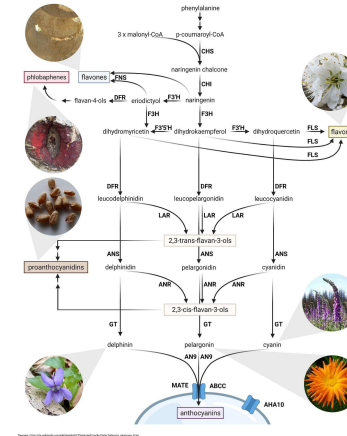 phenylalanine
3 x malonyl-CoA p-coumaroyl-CoA
CHS
naringenin chalcone
phlobaphenes flavones FNS CHI
flavan-4-ols DFR eriodictyol F3'H naringenin
F3H F3H
dihydromyricetin F3'5'H dihydrokaempferol F3'H dihydroquercetin FLS flavon
FLS
FLS
DFR DFR DFR
leucodelphinidin leucopelargonidin leucocyanidin
LAR LAR LAR
2,3-trans-flavan-3-ols
ANS ANS ANS
proanthocyanidins delphinidin pelargonidin cyanidin
ANR ANR ANR
2,3-cis-flavan-3-ols
GT GT GT
delphinin pelargonin cyanin
AN9 AN9
MATE ABCC
AHA10
anthocyanins